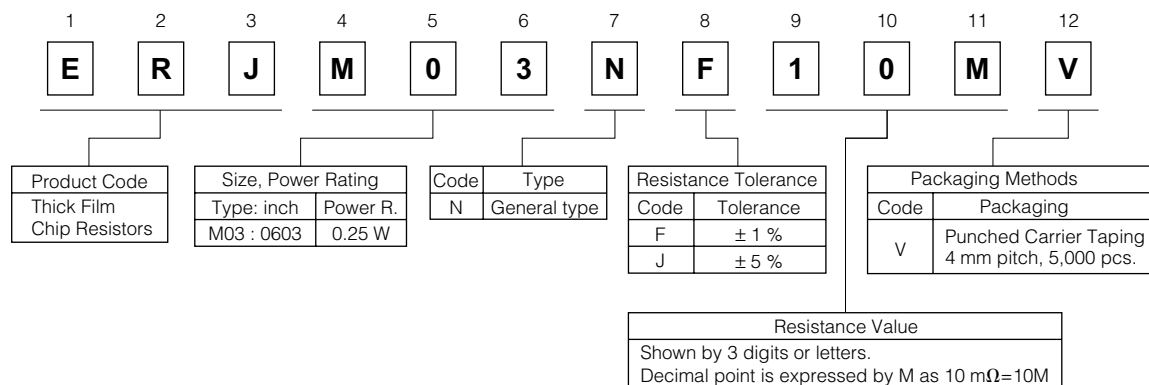 1 2 3 4 5 6 7 8 9 10 11 12
E R J M 0 3 N F 1 0 M V
Product Code
Thick Film
Chip Resistors
Size, Power Rating
Type: inch Power R.
M03 : 0603 0.25 W
Code Type
N General type
Resistance Tolerance
Code Tolerance
F ± 1 %
J ± 5 %
Packaging Methods
Code Packaging
V Punched Carrier Taping
4 mm pitch, 5,000 pcs.
Resistance Value
Shown by 3 digits or letters.
Decimal point is expressed by M as 10 mΩ=10M